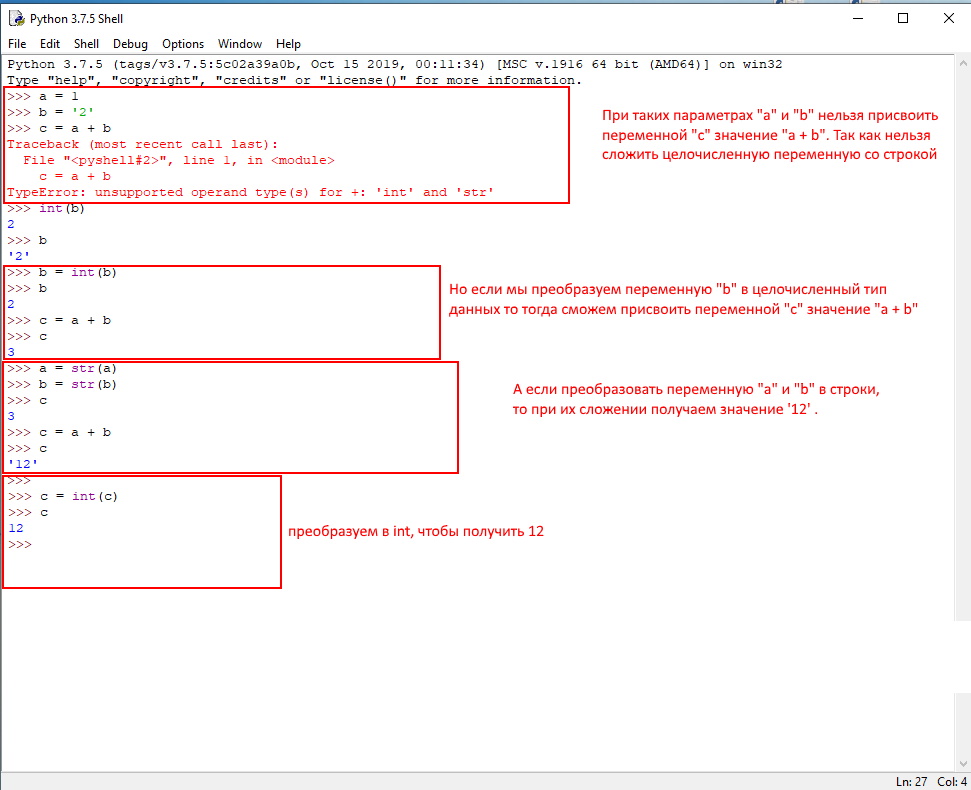 Python 3.7.5 Shell
File Edit Shell Debug Options Window Help
Python 3.7.5 (tags/v3.7.5:5c02a39a0b, Oct 15 2019, 00:11:34) [MSC v.1916 64 bit (AMD64)] on win32
Type "help", "copyright", "credits" or "license()" for more information.
>>> a = 1
>>> b = '2'
>>> c = a + b
Traceback (most recent call last):
  File "<pyshell#2>", line 1, in <module>
    c = a + b
TypeError: unsupported operand type(s) for +: 'int' and 'str'
При таких параметрах "a" и "b" нельзя присвоить
переменной "c" значение "a + b". Так как нельзя
сложить целочисленную переменную со строкой
>>> int(b)
2
>>> b
'2'
>>> b = int(b)
>>> b
2
>>> c = a + b
>>> c
3
Но если мы преобразуем переменную "b" в целочисленный тип
данных то тогда сможем присвоить переменной "c" значение "a + b"
>>> a = str(a)
>>> b = str(b)
>>> c
3
>>> c = a + b
>>> c
'12'
А если преобразовать переменную "a" и "b" в строки,
то при их сложении получаем значение '12' .
>>>
>>> c = int(c)
>>> c
12
>>>
преобразуем в int, чтобы получить 12
Ln: 27 Col: 4